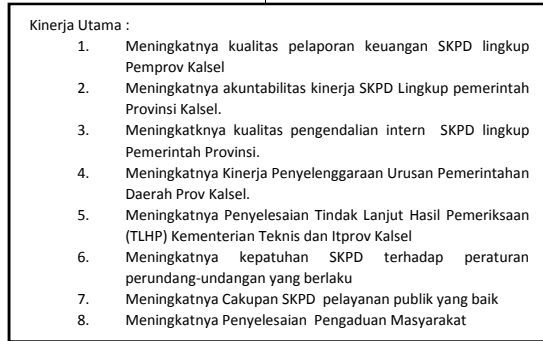 Kinerja Utama :
1. Meningkatnya kualitas pelaporan keuangan SKPD lingkup
Pemprov Kalsel
2. Meningkatnya akuntabilitas kinerja SKPD Lingkup pemerintah
Provinsi Kalsel.
3. Meningkatknya kualitas pengendalian intern SKPD lingkup
Pemerintah Provinsi.
4. Meningkatnya Kinerja Penyelenggaraan Urusan Pemerintahan
Daerah Prov Kalsel.
5. Meningkatnya Penyelesaian Tindak Lanjut Hasil Pemeriksaan
(TLHP) Kementerian Teknis dan Itprov Kalsel
6. Meningkatnya kepatuhan SKPD terhadap peraturan
perundang-undangan yang berlaku
7. Meningkatnya Cakupan SKPD pelayanan publik yang baik
8. Meningkatnya Penyelesaian Pengaduan Masyarakat